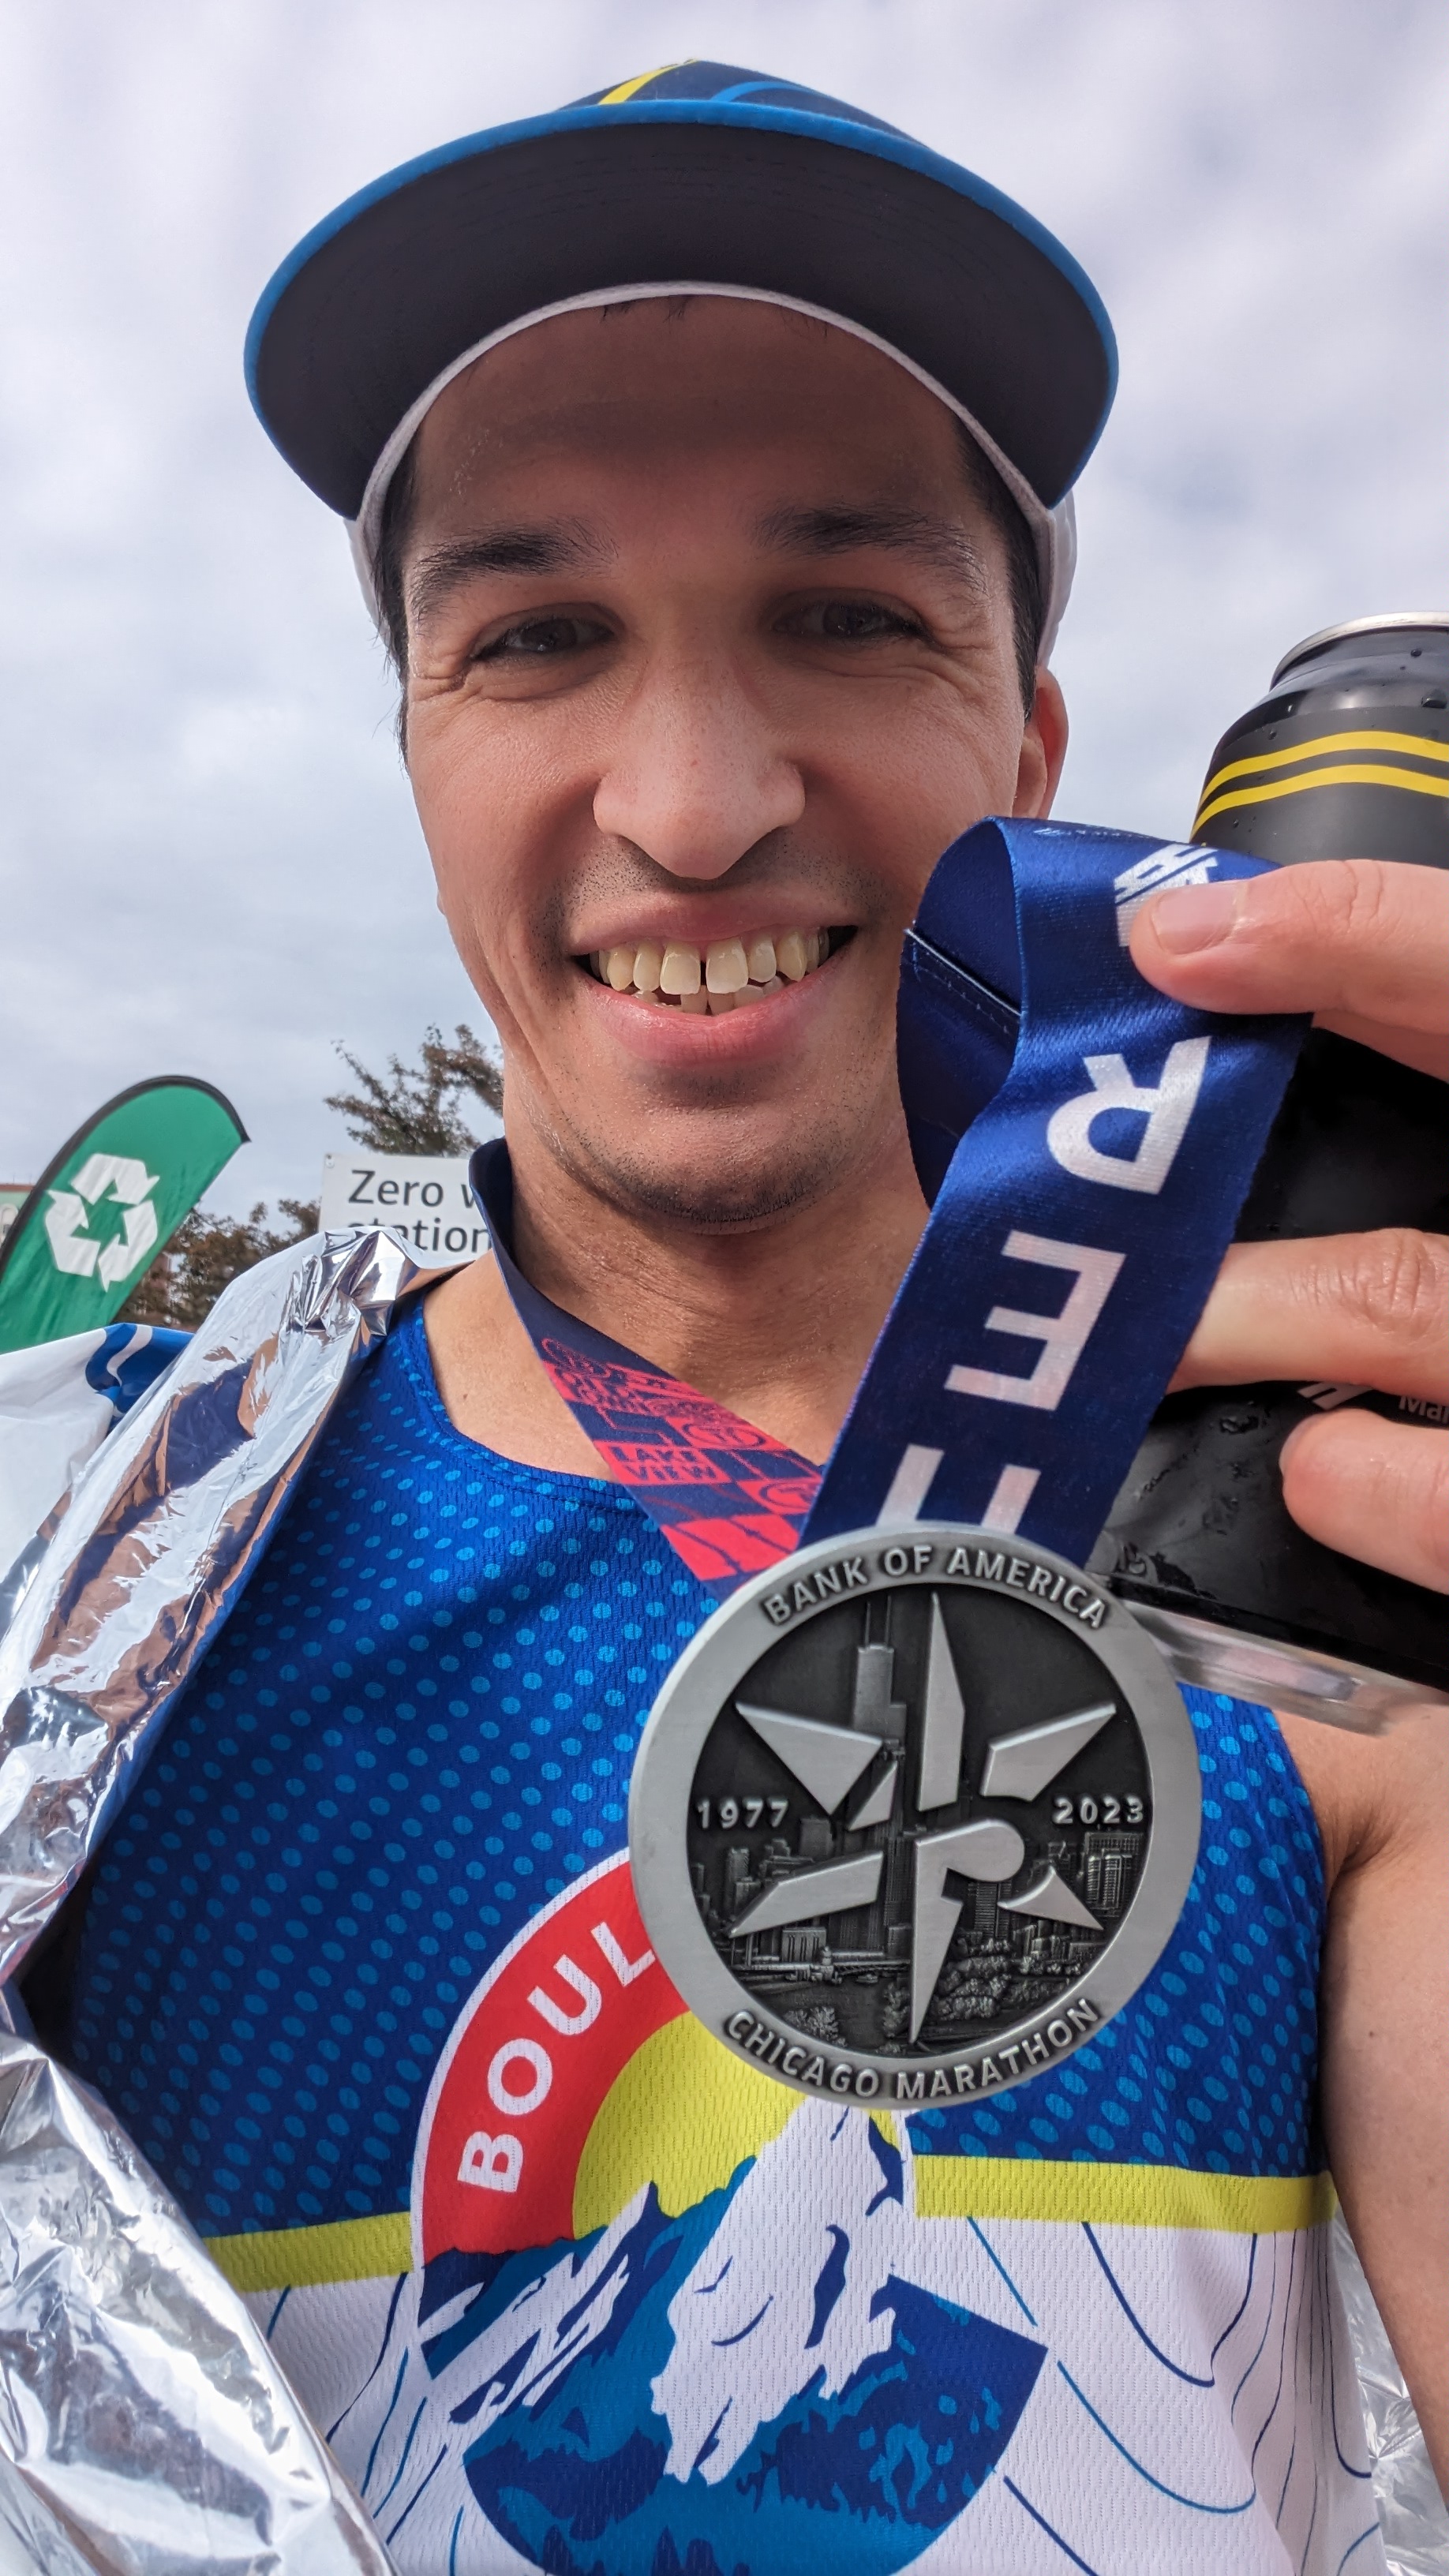 Zero
station
R
E
LAKE
VIEW
BANK OF AMERICA
1977
2023
CHICAGO MARATHON
BOUL